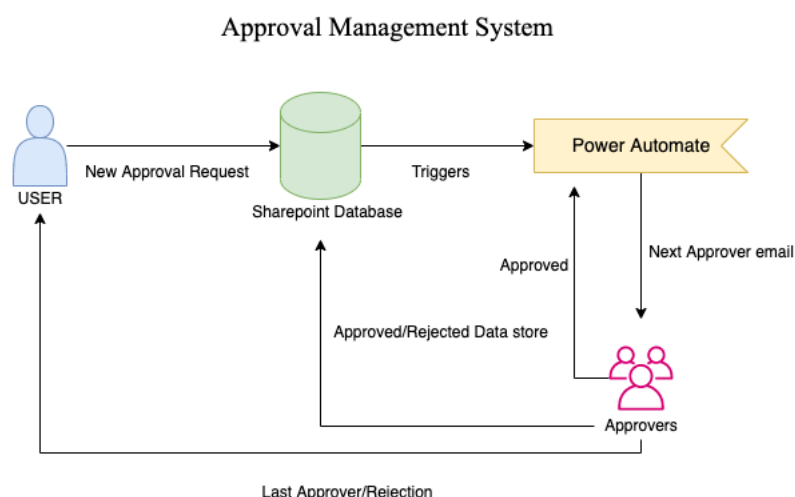 Approval Management System
New Approval Request
Triggers
Power Automate
USER
Sharepoint Database
Approved
Next Approver email
Approved/Rejected Data store
Approvers
Last Approver/Rejection